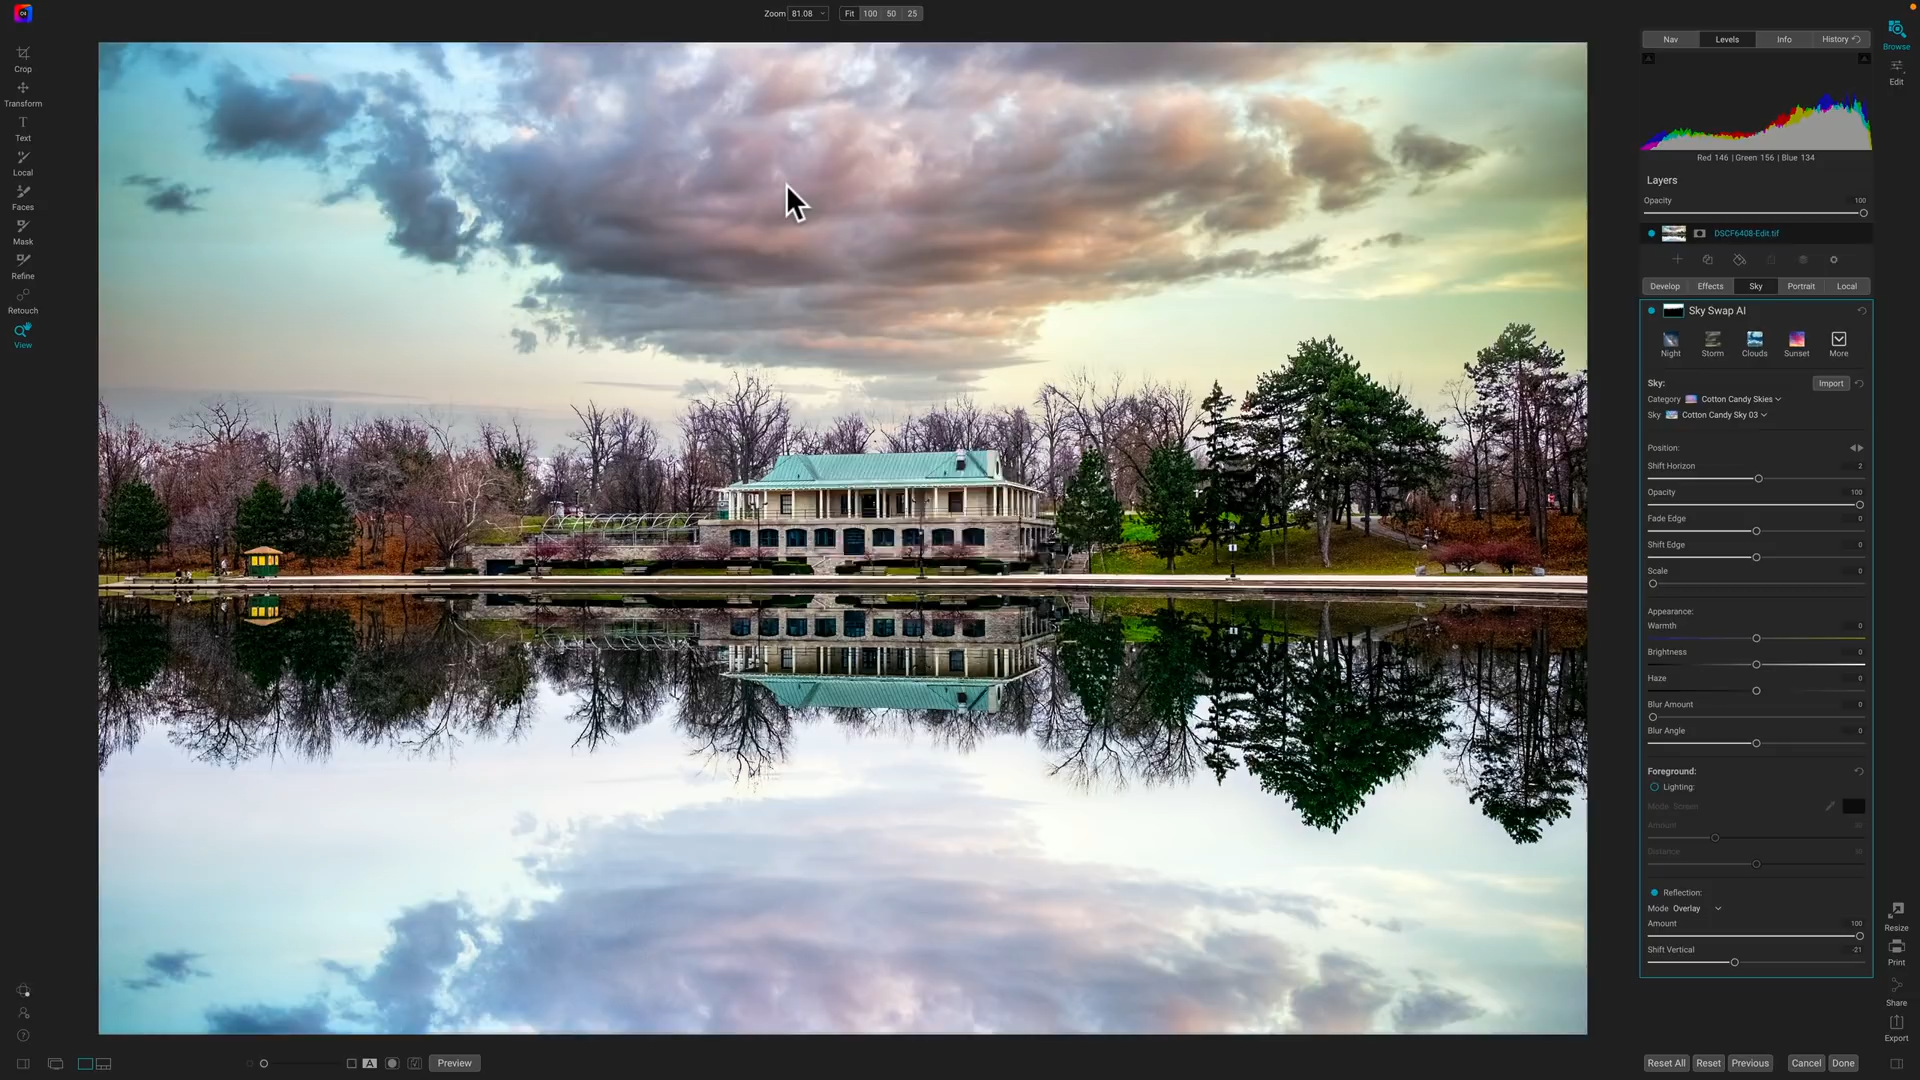 Zoom 81.08 Fit 100 50 25
Crop
Transform
Text
Local
Faces
Mask
Refine
Retouch
View
Nav Levels Info History
Browse
Edit
Red 146 | Green 156 | Blue 134
Layers
Opacity 100
DSCF6408-Edit.tif
Develop Effects Sky Portrait Local
Sky Swap AI
Night Storm Clouds Sunset More
Sky: Import
Category Cotton Candy Skies
Sky Cotton Candy Sky 03
Position:
Shift Horizon 2
Opacity 100
Fade Edge 0
Shift Edge 0
Scale 0
Appearance:
Warmth 0
Brightness 0
Haze 0
Blur Amount 0
Blur Angle 0
Foreground:
Lighting:
Mode Screen
Amount
Distance
Reflection:
Mode Overlay
Amount 100
Shift Vertical -21
Resize
Print
Share
Export
A Preview
Reset All Reset Previous Cancel Done